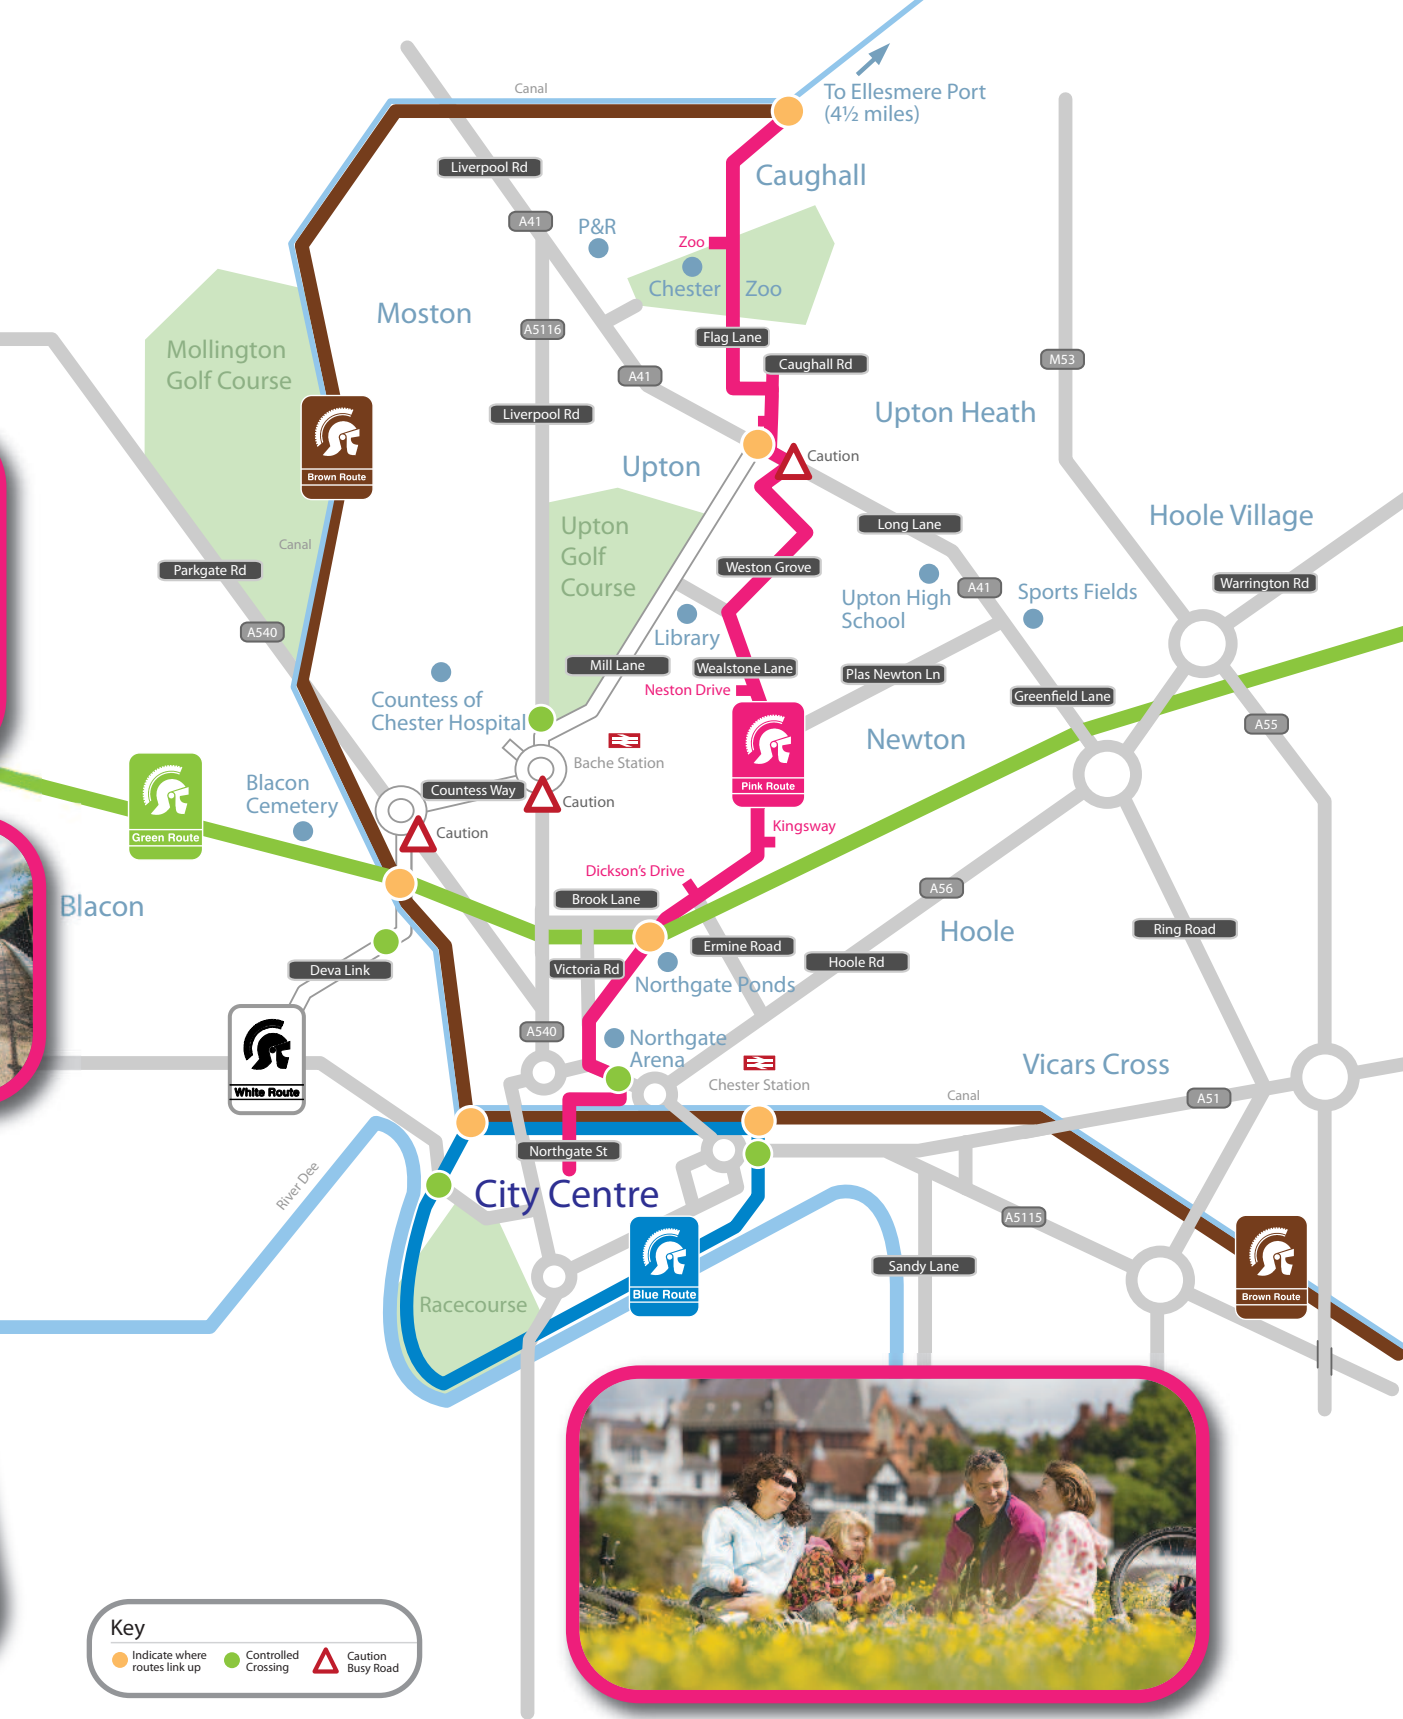 Canal
To Ellesmere Port
(4½ miles)
Liverpool Rd
Caughall
A41
P&R
Zoo
Chester Zoo
Moston
A5116
Flag Lane
Mollington
Golf Course
Caughall Rd
M53
A41
Liverpool Rd
Upton Heath
Brown Route
Upton
Caution
Hoole Village
Upton
Golf
Course
Long Lane
Canal
Parkgate Rd
Weston Grove
Warrington Rd
A41
Upton High
School
Sports Fields
A540
Library
Mill Lane
Wealstone Lane
Plas Newton Ln
Neston Drive
Greenfield Lane
Countess of
Chester Hospital
A55
Newton
Bache Station
Pink Route
Blacon
Cemetery
Countess Way
Caution
Caution
Green Route
Kingsway
Dickson's Drive
A56
Brook Lane
Blacon
Hoole
Ring Road
Ermine Road
Hoole Rd
Deva Link
Victoria Rd
Northgate Ponds
A540
Northgate
Arena
Vicars Cross
Chester Station
White Route
Canal
A51
Northgate St
River Dee
City Centre
A5115
Sandy Lane
Blue Route
Brown Route
Racecourse
Key
Indicate where
routes link up
Controlled
Crossing
Caution
Busy Road